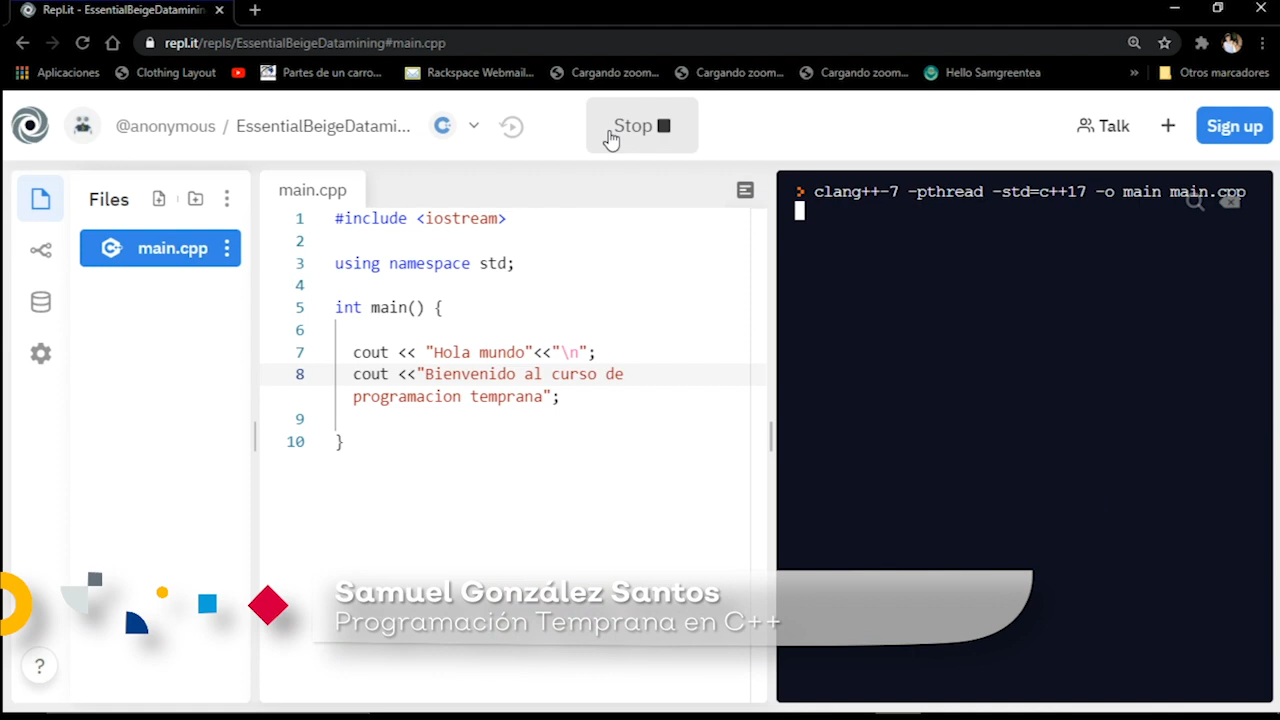 Repl.it - EssentialBeigeDataminin
repl.it/repls/EssentialBeigeDatamining#main.cpp
Aplicaciones
Clothing Layout
Partes de un carro...
Rackspace Webmail...
Cargando zoom...
Cargando zoom...
Cargando zoom...
Hello Samgreentea
»
Otros marcadores
@anonymous / EssentialBeigeDatami...
Stop
Talk
Sign up
Files
main.cpp
main.cpp
1 #include <iostream>
2
3 using namespace std;
4
5 int main() {
6
7 cout << "Hola mundo"<<"\n";
8 cout <<"Bienvenido al curso de
programacion temprana";
9
10 }
> clang++-7 -pthread -std=c++17 -o main main.cpp
Samuel González Santos
Programación Temprana en C++
?